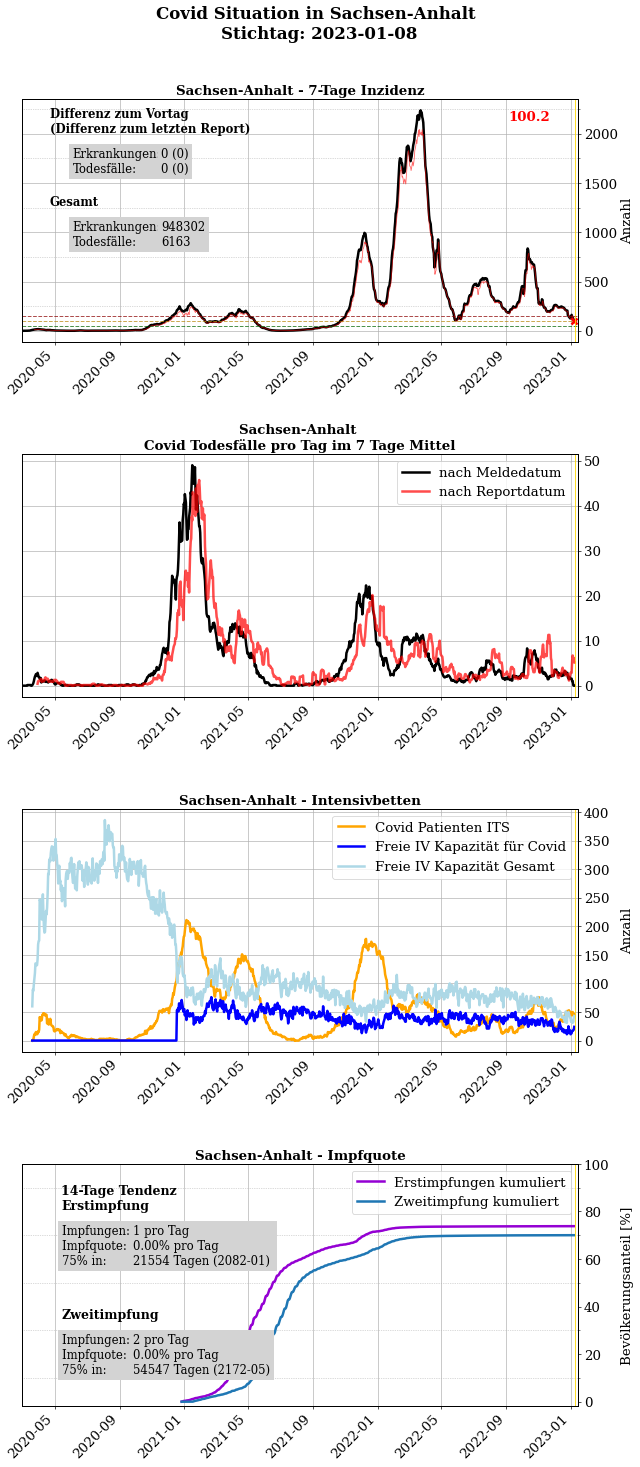 Covid Situation in Sachsen-Anhalt
Stichtag: 2023-01-08
Sachsen-Anhalt - 7-Tage Inzidenz
Differenz zum Vortag
(Differenz zum letzten Report)
Erkrankungen 0 (0)
Todesfälle: 0 (0)
Gesamt
Erkrankungen 948302
Todesfälle: 6163
100.2
2000
1500
1000
500
0
Anzahl
2020-05 2020-09 2021-01 2021-05 2021-09 2022-01 2022-05 2022-09 2023-01
Sachsen-Anhalt
Covid Todesfälle pro Tag im 7 Tage Mittel
nach Meldedatum
nach Reportdatum
50
40
30
20
10
0
2020-05 2020-09 2021-01 2021-05 2021-09 2022-01 2022-05 2022-09 2023-01
Sachsen-Anhalt - Intensivbetten
Covid Patienten ITS
Freie IV Kapazität für Covid
Freie IV Kapazität Gesamt
400
350
300
250
200
150
100
50
0
Anzahl
2020-05 2020-09 2021-01 2021-05 2021-09 2022-01 2022-05 2022-09 2023-01
Sachsen-Anhalt - Impfquote
14-Tage Tendenz
Erstimpfung
Impfungen: 1 pro Tag
Impfquote: 0.00% pro Tag
75% in: 21554 Tagen (2082-01)
Zweitimpfung
Impfungen: 2 pro Tag
Impfquote: 0.00% pro Tag
75% in: 54547 Tagen (2172-05)
Erstimpfungen kumuliert
Zweitimpfung kumuliert
100
80
60
40
20
0
Bevölkerungsanteil [%]
2020-05 2020-09 2021-01 2021-05 2021-09 2022-01 2022-05 2022-09 2023-01